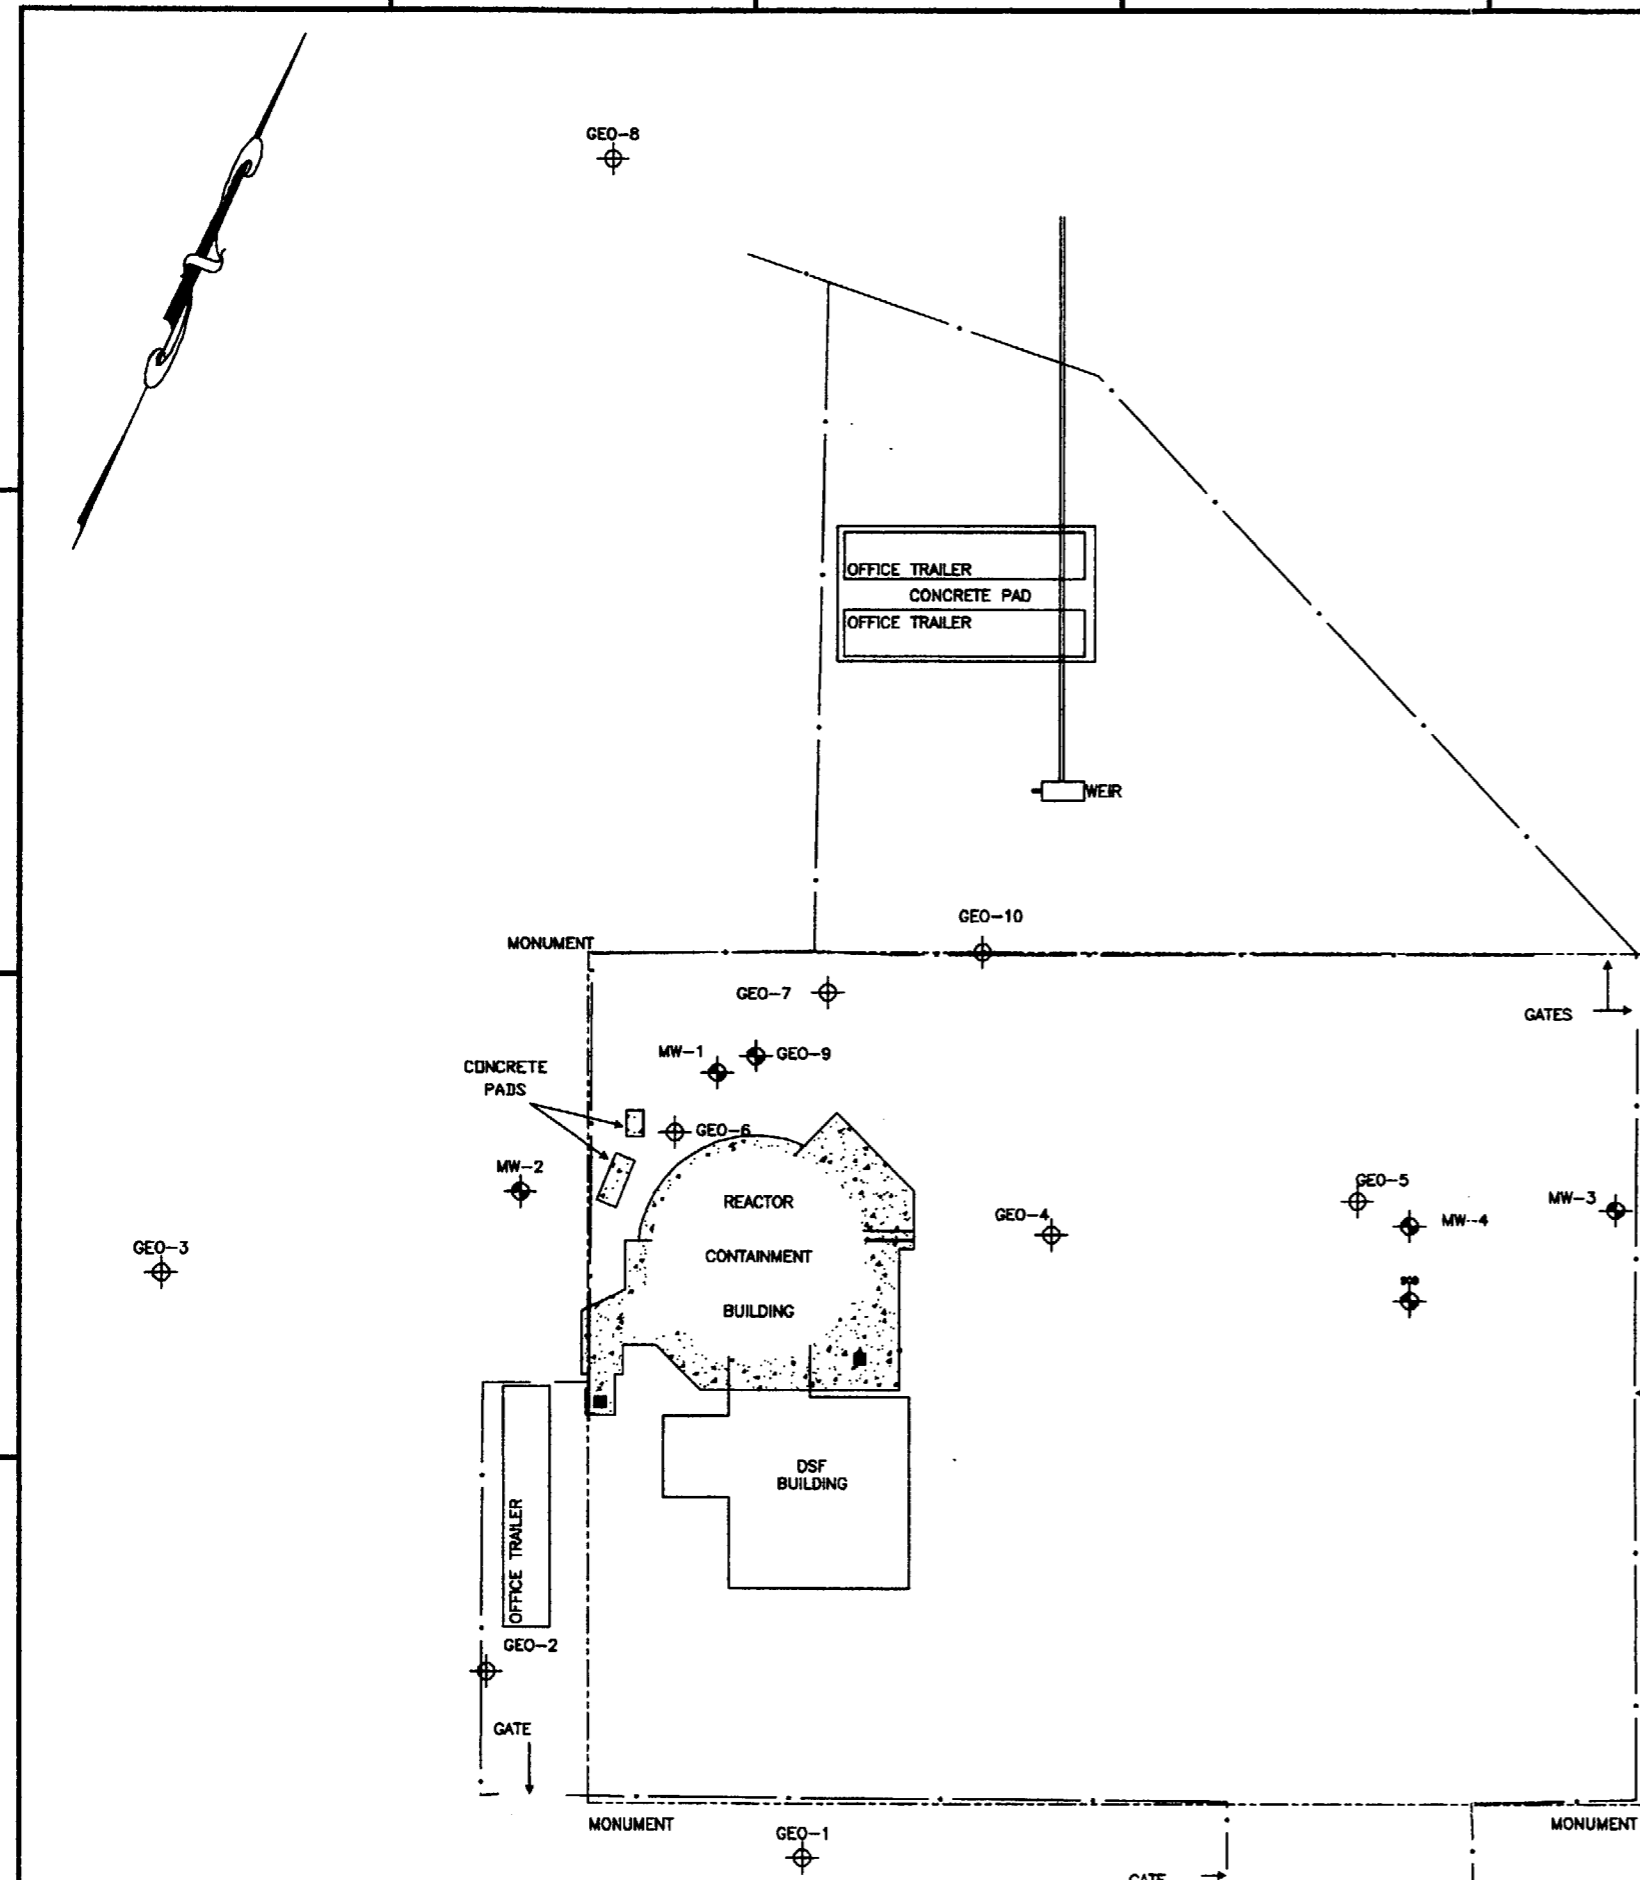 GEO-8
OFFICE TRAILER
CONCRETE PAD
OFFICE TRAILER
WEIR
GEO-10
MONUMENT
GEO-7
GATES
MW-1
GEO-9
CONCRETE
PADS
GEO-6
MW-2
REACTOR
CONTAINMENT
BUILDING
GEO-4
GEO-5
MW-3
MW-4
GEO-3
DSF
BUILDING
OFFICE TRAILER
GEO-2
GATE
MONUMENT
GEO-1
MONUMENT
GATE